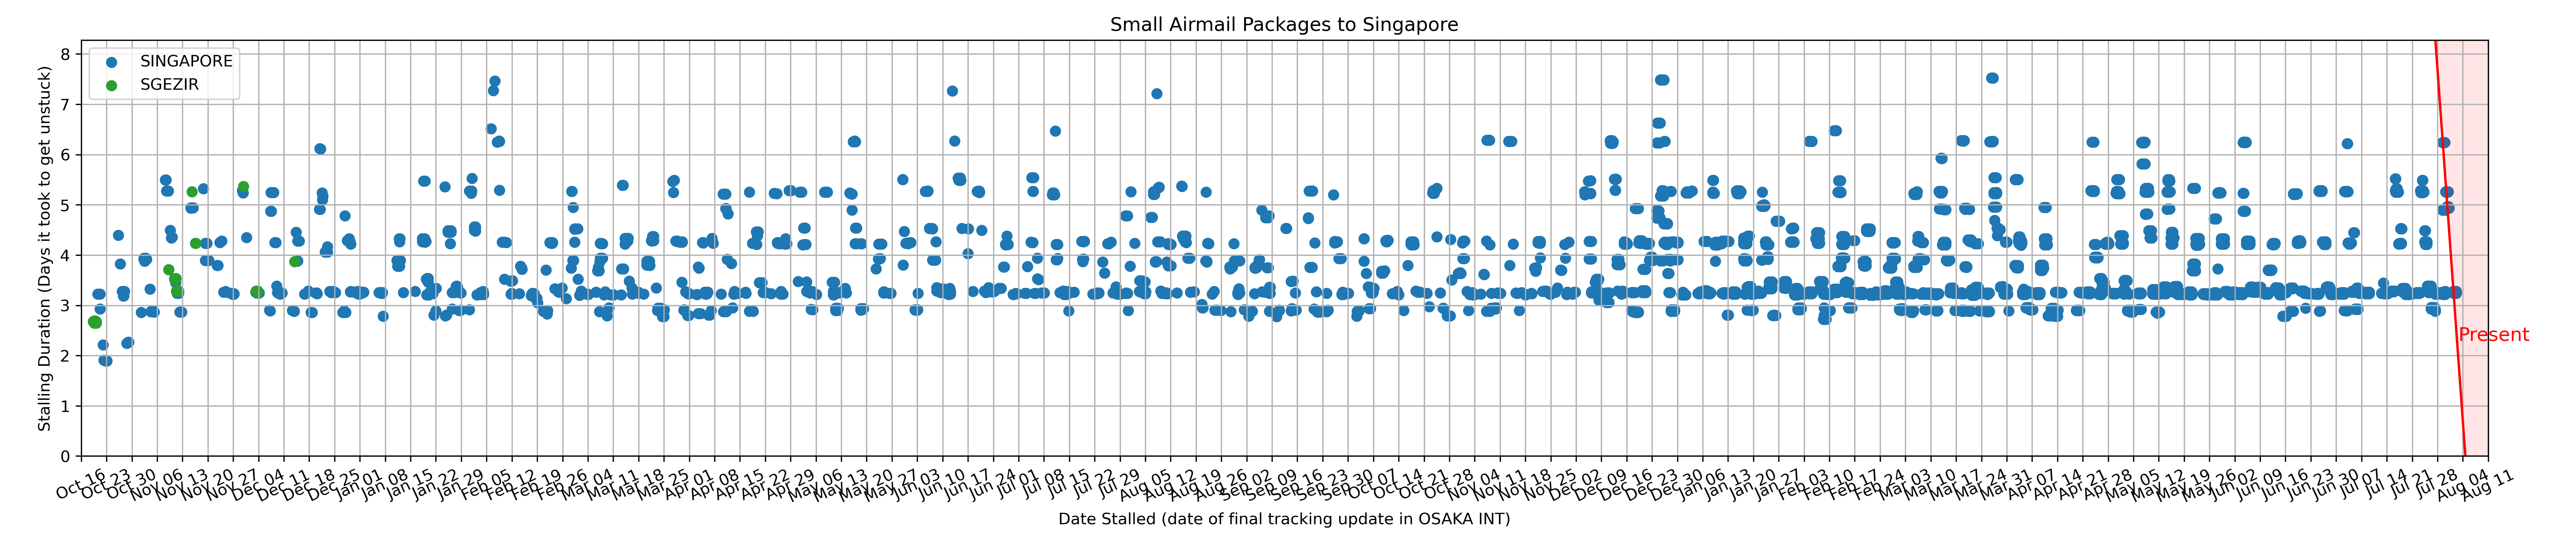 Small Airmail Packages to Singapore
SINGAPORE
SGEZIR
Stalling Duration (Days it took to get unstuck)
8
7
6
5
4
3
2
1
0
Present
Oct 16 Oct 23 Oct 30 Nov 06 Nov 13 Nov 20 Nov 27 Dec 04 Dec 11 Dec 18 Dec 25 Jan 01 Jan 08 Jan 15 Jan 22 Jan 29 Feb 05 Feb 12 Feb 19 Feb 26 Mar 04 Mar 11 Mar 18 Mar 25 Apr 01 Apr 08 Apr 15 Apr 22 Apr 29 May 06 May 13 May 20 May 27 Jun 03 Jun 10 Jun 17 Jun 24 Jul 01 Jul 08 Jul 15 Jul 22 Jul 29 Aug 05 Aug 12 Aug 19 Aug 26 Sep 02 Sep 09 Sep 16 Sep 23 Sep 30 Oct 07 Oct 14 Oct 21 Oct 28 Nov 04 Nov 11 Nov 18 Nov 25 Dec 02 Dec 09 Dec 16 Dec 23 Dec 30 Jan 06 Jan 13 Jan 20 Jan 27 Feb 03 Feb 10 Feb 17 Feb 24 Mar 03 Mar 10 Mar 17 Mar 24 Mar 31 Apr 07 Apr 14 Apr 21 Apr 28 May 05 May 12 May 19 May 26 Jun 02 Jun 09 Jun 16 Jun 23 Jun 30 Jul 07 Jul 14 Jul 21 Jul 28 Aug 04 Aug 11
Date Stalled (date of final tracking update in OSAKA INT)